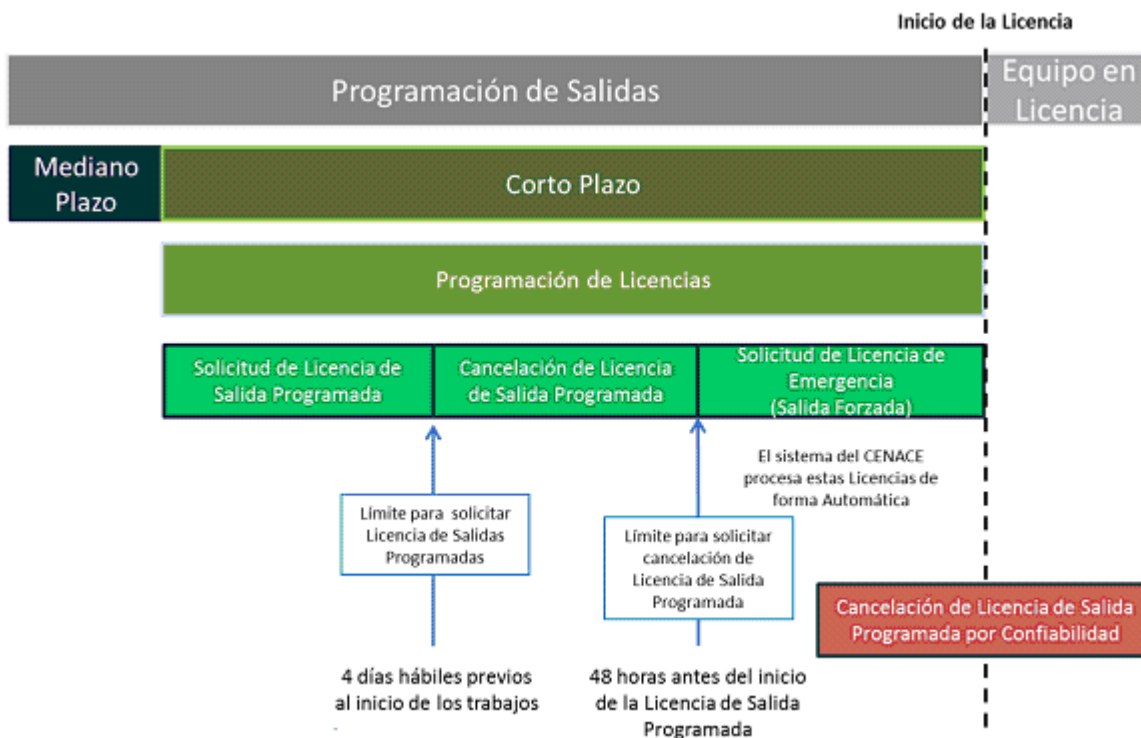 Inicio de la Licencia
Programación de Salidas
Equipo en
Licencia
Mediano
Plazo
Corto Plazo
Programación de Licencias
Solicitud de Licencia de
Salida Programada
Cancelación de Licencia
de Salida Programada
Solicitud de Licencia de
Emergencia
(Salida Forzada)
El sistema del CENACE
procesa estas Licencias de
forma Automática
Límite para solicitar
Licencia de Salidas
Programadas
Límite para solicitar
cancelación de
Licencia de Salida
Programada
Cancelación de Licencia de Salida
Programada por Confiabilidad
4 días hábiles previos
al inicio de los trabajos
48 horas antes del inicio
de la Licencia de Salida
Programada